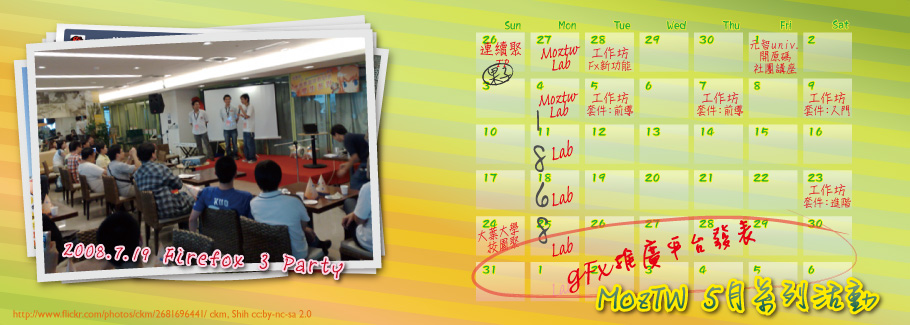 2008.7.19 Firefox 3 Party
http://www.flickr.com/photos/ckm/2681696441/ ckm, Shih cc:by-nc-sa 2.0
Sun Mon Tue Wed Thu Fri Sat
26 27 28 29 30 1 2
連續聚
Moztw
Lab
工作坊
Fx新功能
元智univ.
開原碼
社團講座
3 4 5 6 7 8 9
Moztw
Lab
工作坊
套件:前導
工作坊
套件:前導
工作坊
套件:入門
10 11 12 13 14 15 16
Lab
17 18 19 20 21 22 23
Lab
工作坊
套件:進階
24 25 26 27 28 29 30
大葉大學
校園聚
Lab
31 1 2 3 4 5 6
1
8
6
8
gFx推廣平台發表
MozTW 5月系列活動